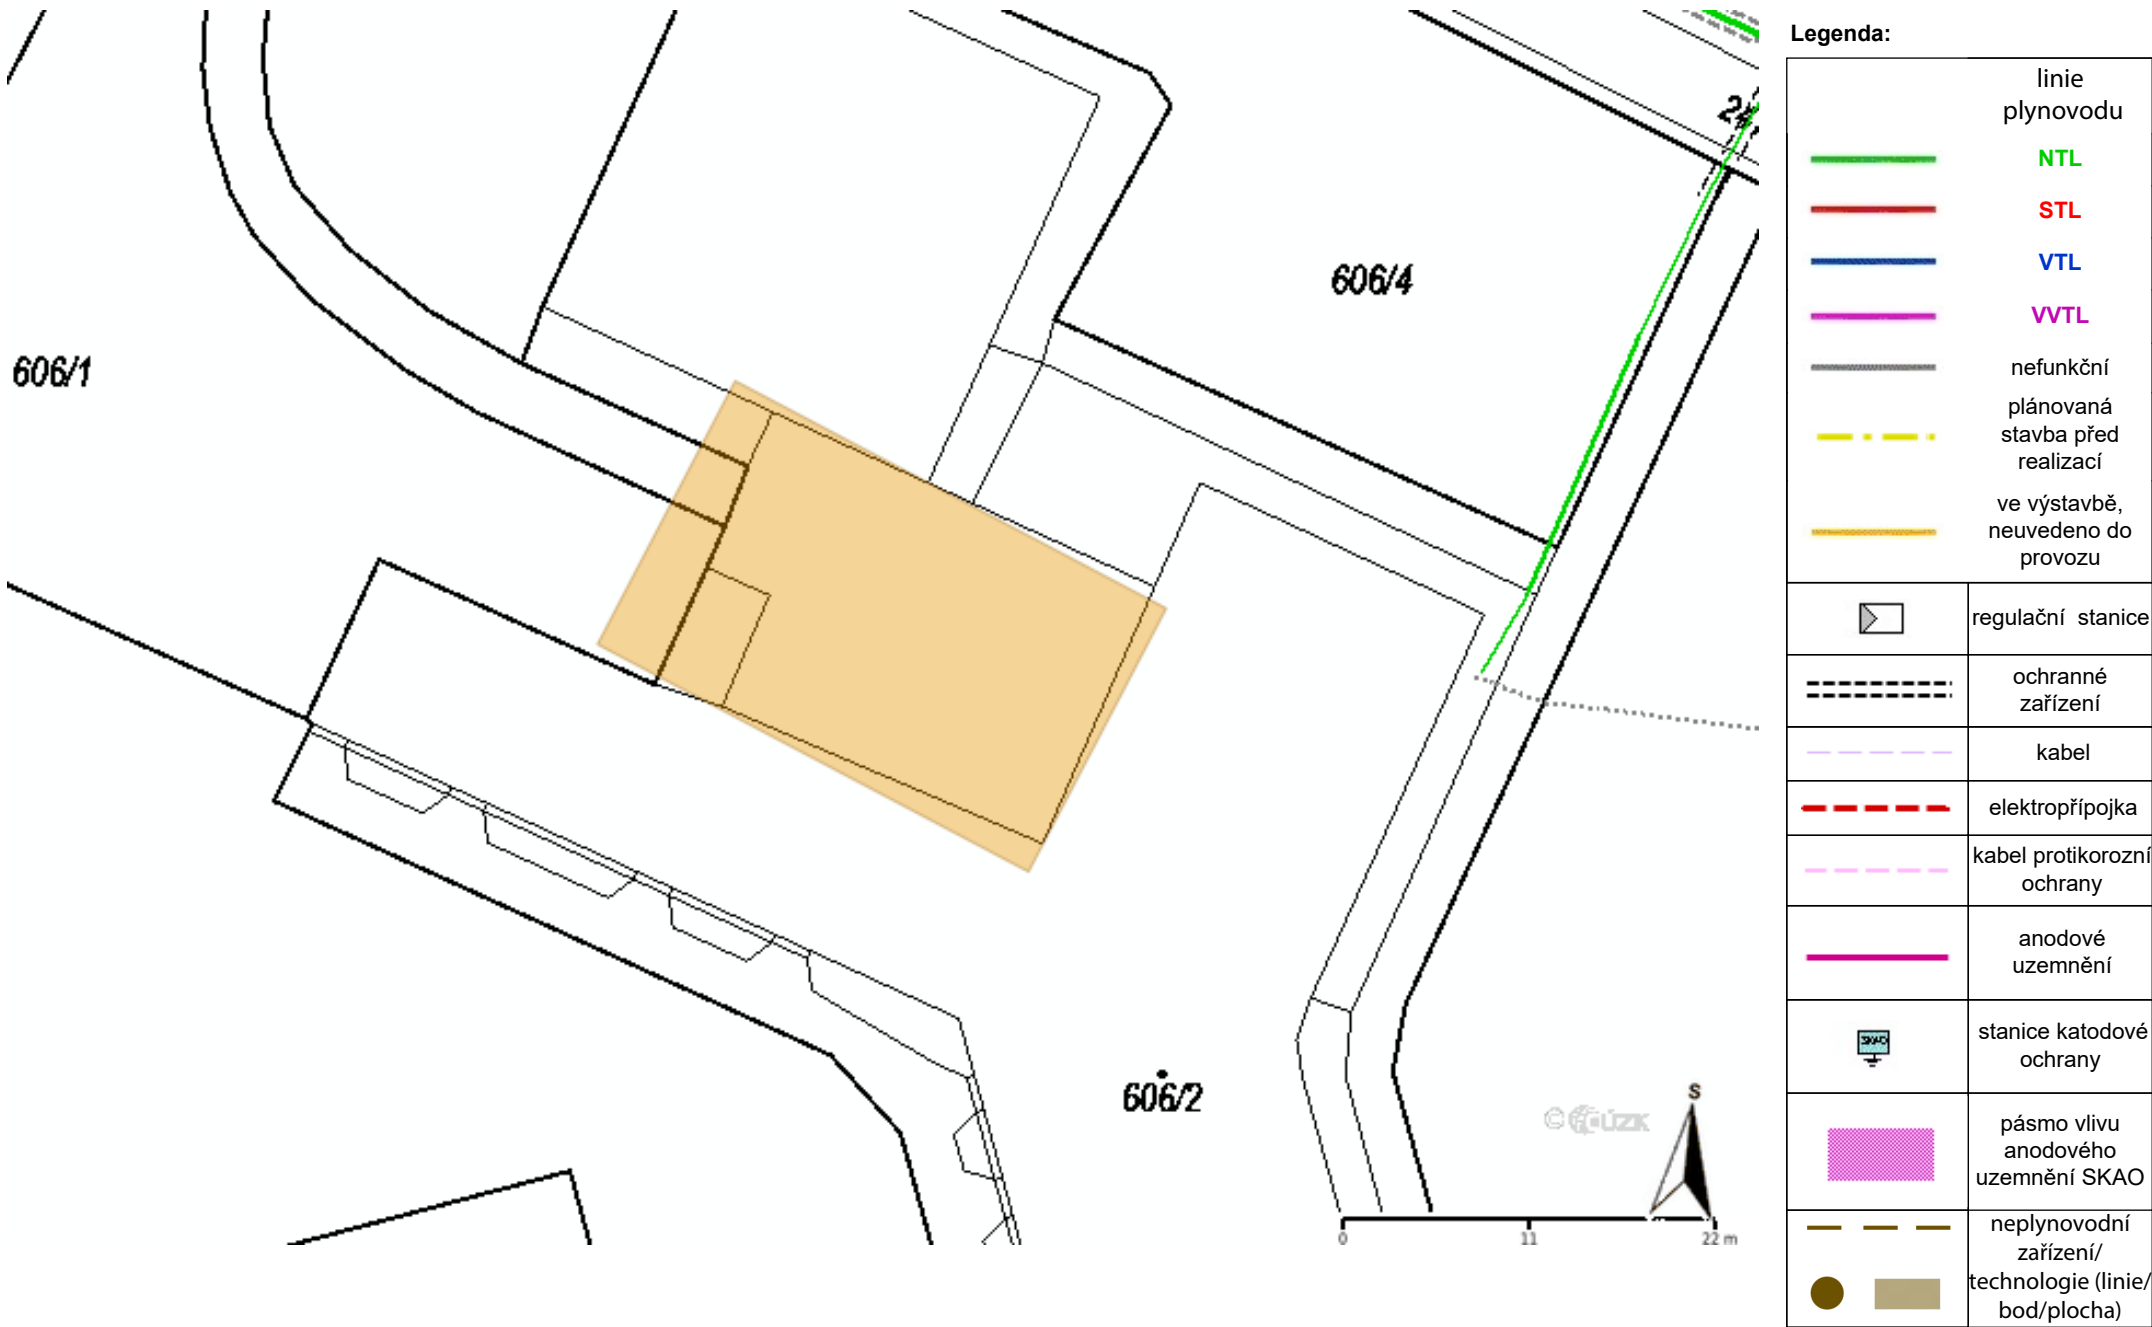 606/1
606/4
606/2
S
0
11
22 m
Legenda:
linie
plynovodu
NTL
STL
VTL
VVTL
nefunkční
plánovaná
stavba před
realizací
ve výstavbě,
neuvedeno do
provozu
regulační stanice
ochranné
zařízení
kabel
elektropřípojka
kabel protikorozní
ochrany
anodové
uzemnění
SKAO
stanice katodové
ochrany
pásmo vlivu
anodového
uzemnění SKAO
neplynovodní
zařízení/
technologie (linie/
bod/plocha)